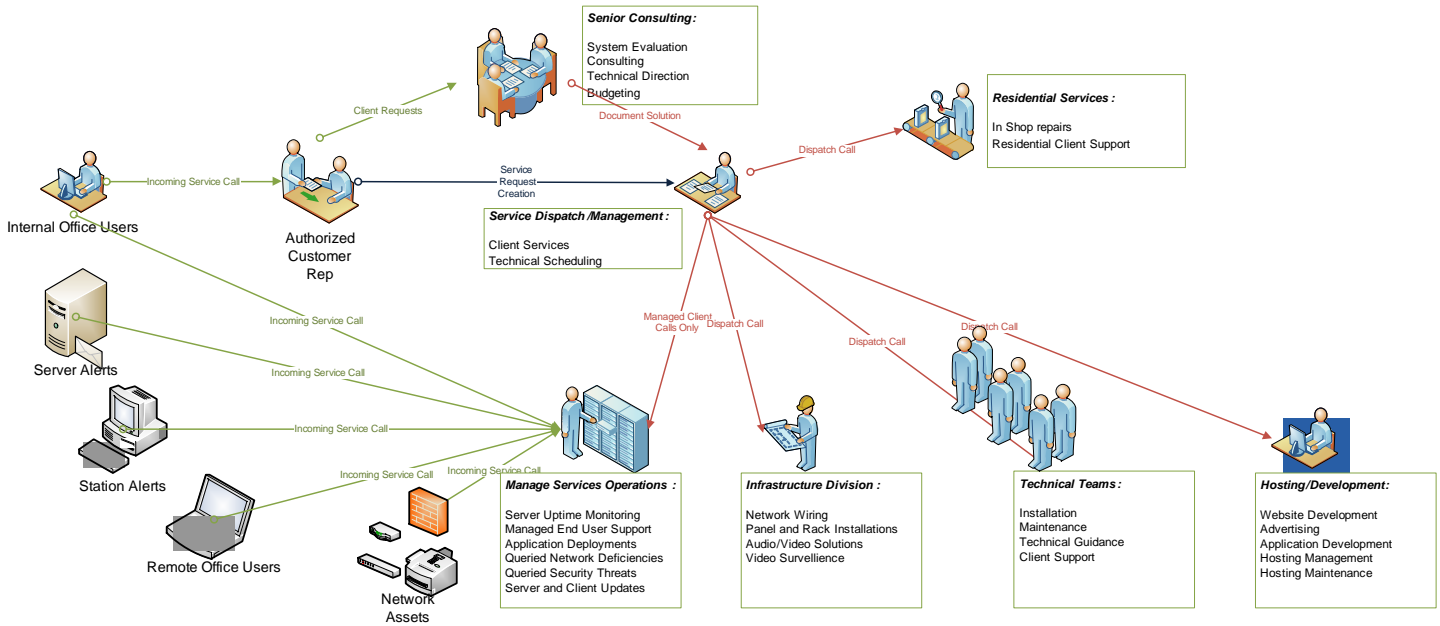 Senior Consulting:
System Evaluation
Consulting
Technical Direction
Budgeting
Client Requests
Document Solution
Residential Services :
In Shop repairs
Residential Client Support
Dispatch Call
Incoming Service Call
Service
Request
Creation
Internal Office Users
Authorized
Customer
Rep
Service Dispatch /Management :
Client Services
Technical Scheduling
Incoming Service Call
Managed Client
Calls Only
Dispatch Call
Dispatch Call
Dispatch Call
Server Alerts
Incoming Service Call
Incoming Service Call
Station Alerts
Incoming Service Call
Incoming Service Call
Remote Office Users
Network
Assets
Manage Services Operations :
Server Uptime Monitoring
Managed End User Support
Application Deployments
Queried Network Deficiencies
Queried Security Threats
Server and Client Updates
Infrastructure Division :
Network Wiring
Panel and Rack Installations
Audio/Video Solutions
Video Survellience
Technical Teams :
Installation
Maintenance
Technical Guidance
Client Support
Hosting/Development:
Website Development
Advertising
Application Development
Hosting Management
Hosting Maintenance